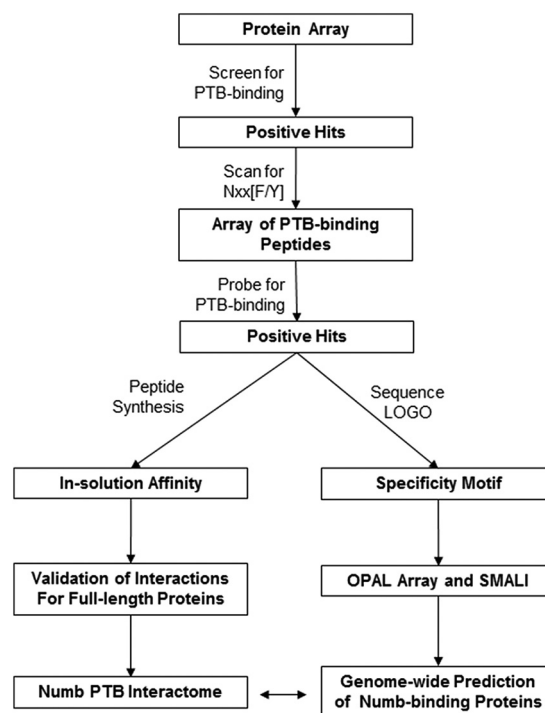 Protein Array
Screen for
PTB-binding
Positive Hits
Scan for
Nxx[F/Y]
Array of PTB-binding
Peptides
Probe for
PTB-binding
Positive Hits
Peptide
Synthesis
Sequence
LOGO
In-solution Affinity
Specificity Motif
Validation of Interactions
For Full-length Proteins
OPAL Array and SMALI
Numb PTB Interactome
Genome-wide Prediction
of Numb-binding Proteins